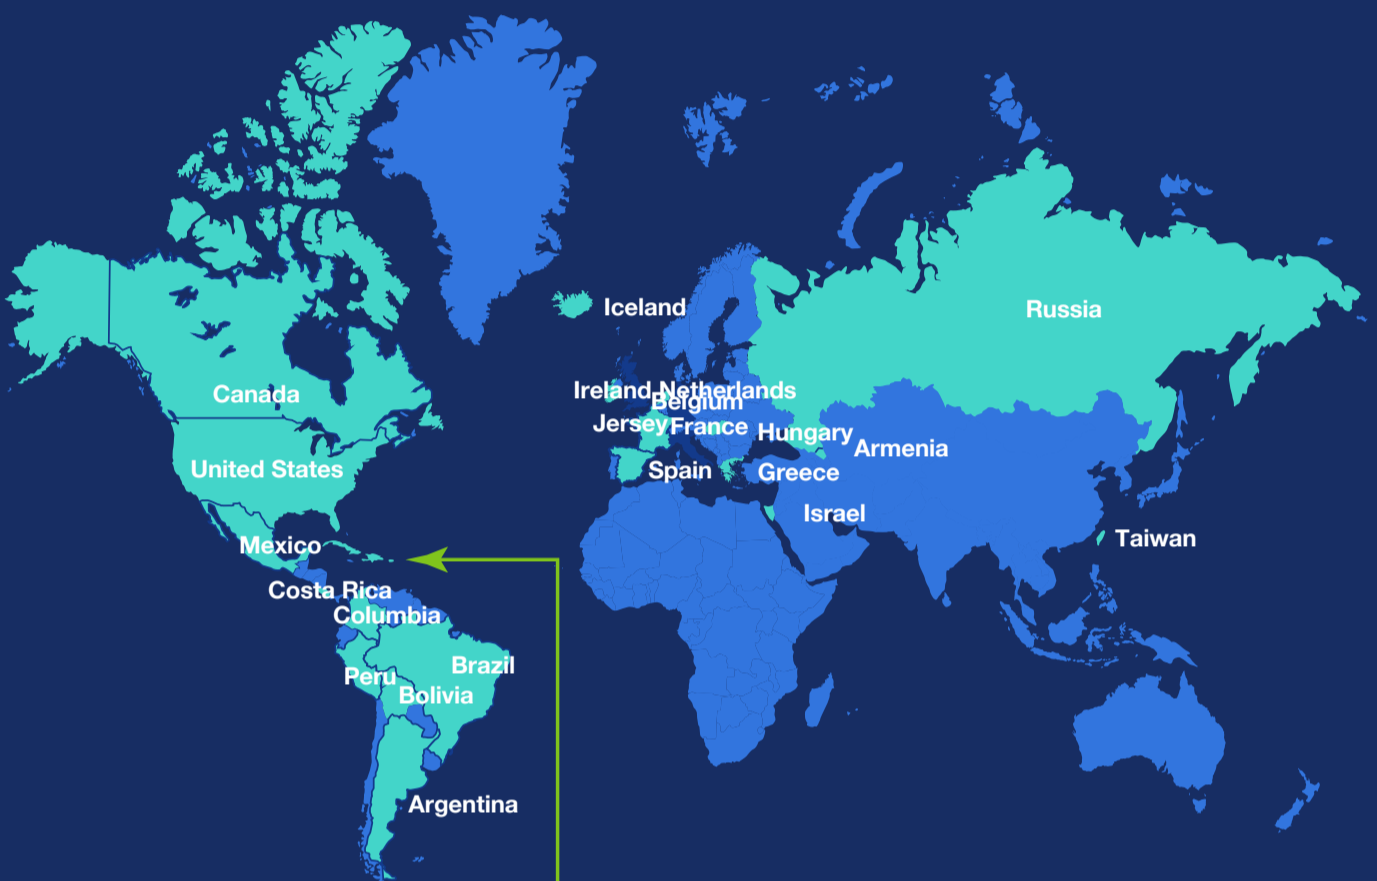 Iceland
Russia
Ireland Netherlands
Canada
Belgium
Jersey France
Hungary
Armenia
United States
Spain
Greece
Israel
Mexico
Taiwan
Costa Rica
Columbia
Brazil
Peru
Bolivia
Argentina